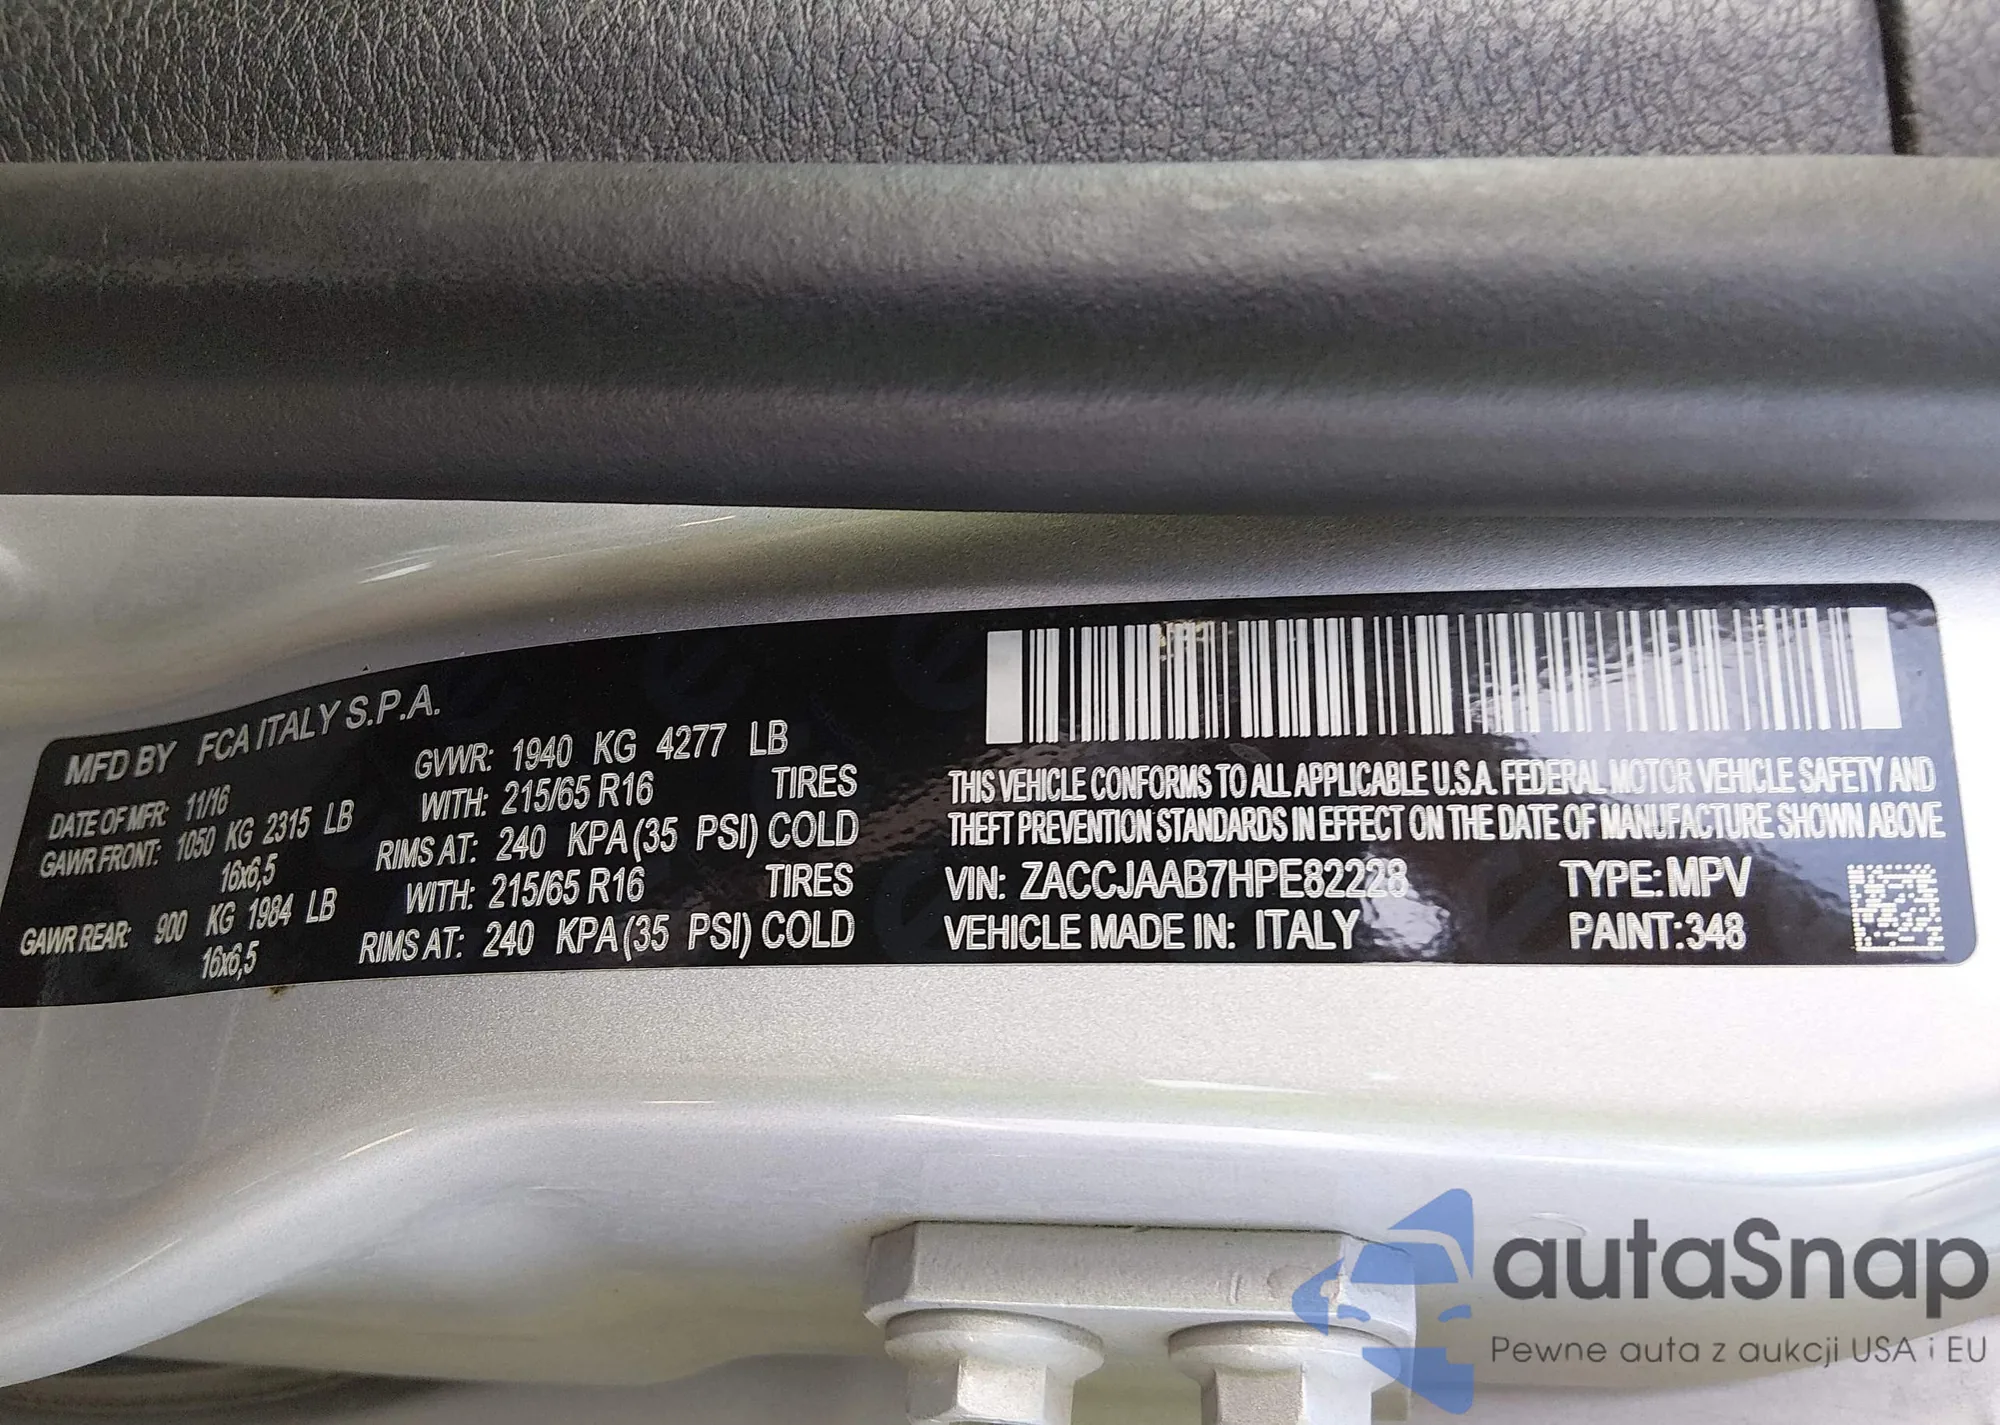 MFD BY FCA ITALY S.P.A.
DATE OF MFR: 11/16 GVWR: 1940 KG 4277 LB
GAWR FRONT: 1050 KG 2315 LB WITH: 215/65 R16 TIRES
16x6,5 RIMS AT: 240 KPA (35 PSI) COLD
GAWR REAR: 900 KG 1984 LB WITH: 215/65 R16 TIRES
16x6,5 RIMS AT: 240 KPA (35 PSI) COLD
THIS VEHICLE CONFORMS TO ALL APPLICABLE U.S.A. FEDERAL MOTOR VEHICLE SAFETY AND
THEFT PREVENTION STANDARDS IN EFFECT ON THE DATE OF MANUFACTURE SHOWN ABOVE
VIN: ZACCJAAB7HPE82228 TYPE: MPV
VEHICLE MADE IN: ITALY PAINT: 348
autaSnap
Pewne auta z aukcji USA i EU